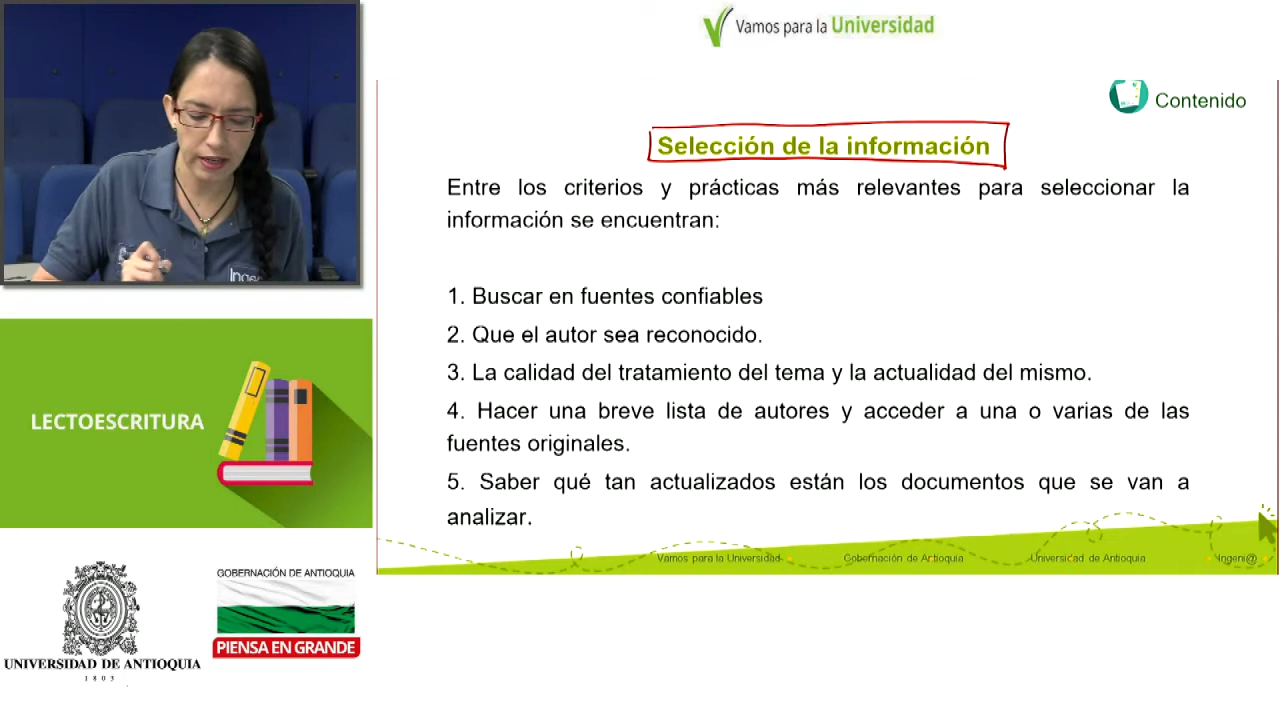 Vamos para la Universidad
Contenido
Selección de la información
Entre los criterios y prácticas más relevantes para seleccionar la
información se encuentran:
1. Buscar en fuentes confiables
2. Que el autor sea reconocido.
3. La calidad del tratamiento del tema y la actualidad del mismo.
4. Hacer una breve lista de autores y acceder a una o varias de las
fuentes originales.
5. Saber qué tan actualizados están los documentos que se van a
analizar.
Vamos para la Universidad
Gobernación de Antioquia
Universidad de Antioquia
LECTOESCRITURA
UNIVERSIDAD DE ANTIOQUIA
1803
GOBERNACIÓN DE ANTIOQUIA
PIENSA EN GRANDE